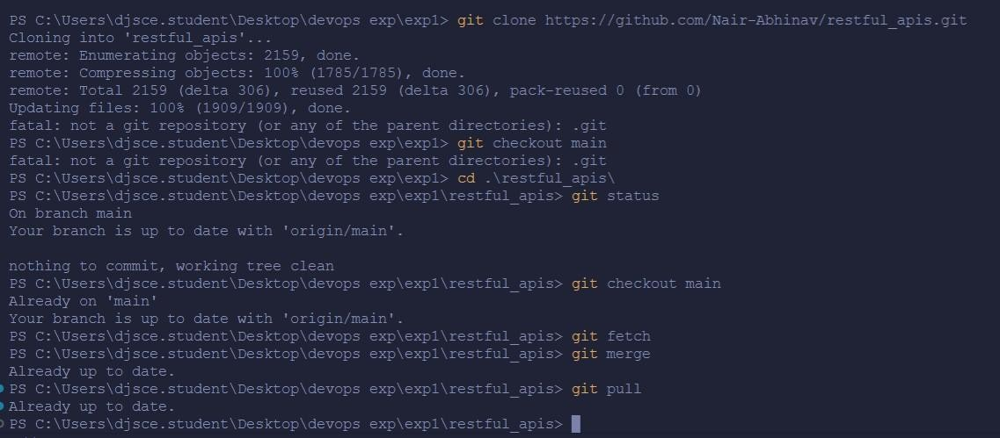 PS C:\Users\djsce.student\Desktop\devops exp\exp1> git clone https://github.com/Nair-Abhinav/restful_apis.git
Cloning into 'restful_apis'...
remote: Enumerating objects: 2159, done.
remote: Compressing objects: 100% (1785/1785), done.
remote: Total 2159 (delta 306), reused 2159 (delta 306), pack-reused 0 (from 0)
Updating files: 100% (1909/1909), done.
fatal: not a git repository (or any of the parent directories): .git
PS C:\Users\djsce.student\Desktop\devops exp\exp1> git checkout main
fatal: not a git repository (or any of the parent directories): .git
PS C:\Users\djsce.student\Desktop\devops exp\exp1> cd .\restful_apis\
PS C:\Users\djsce.student\Desktop\devops exp\exp1\restful_apis> git status
On branch main
Your branch is up to date with 'origin/main'.
nothing to commit, working tree clean
PS C:\Users\djsce.student\Desktop\devops exp\exp1\restful_apis> git checkout main
Already on 'main'
Your branch is up to date with 'origin/main'.
PS C:\Users\djsce.student\Desktop\devops exp\exp1\restful_apis> git fetch
PS C:\Users\djsce.student\Desktop\devops exp\exp1\restful_apis> git merge
Already up to date.
PS C:\Users\djsce.student\Desktop\devops exp\exp1\restful_apis> git pull
Already up to date.
PS C:\Users\djsce.student\Desktop\devops exp\exp1\restful_apis>